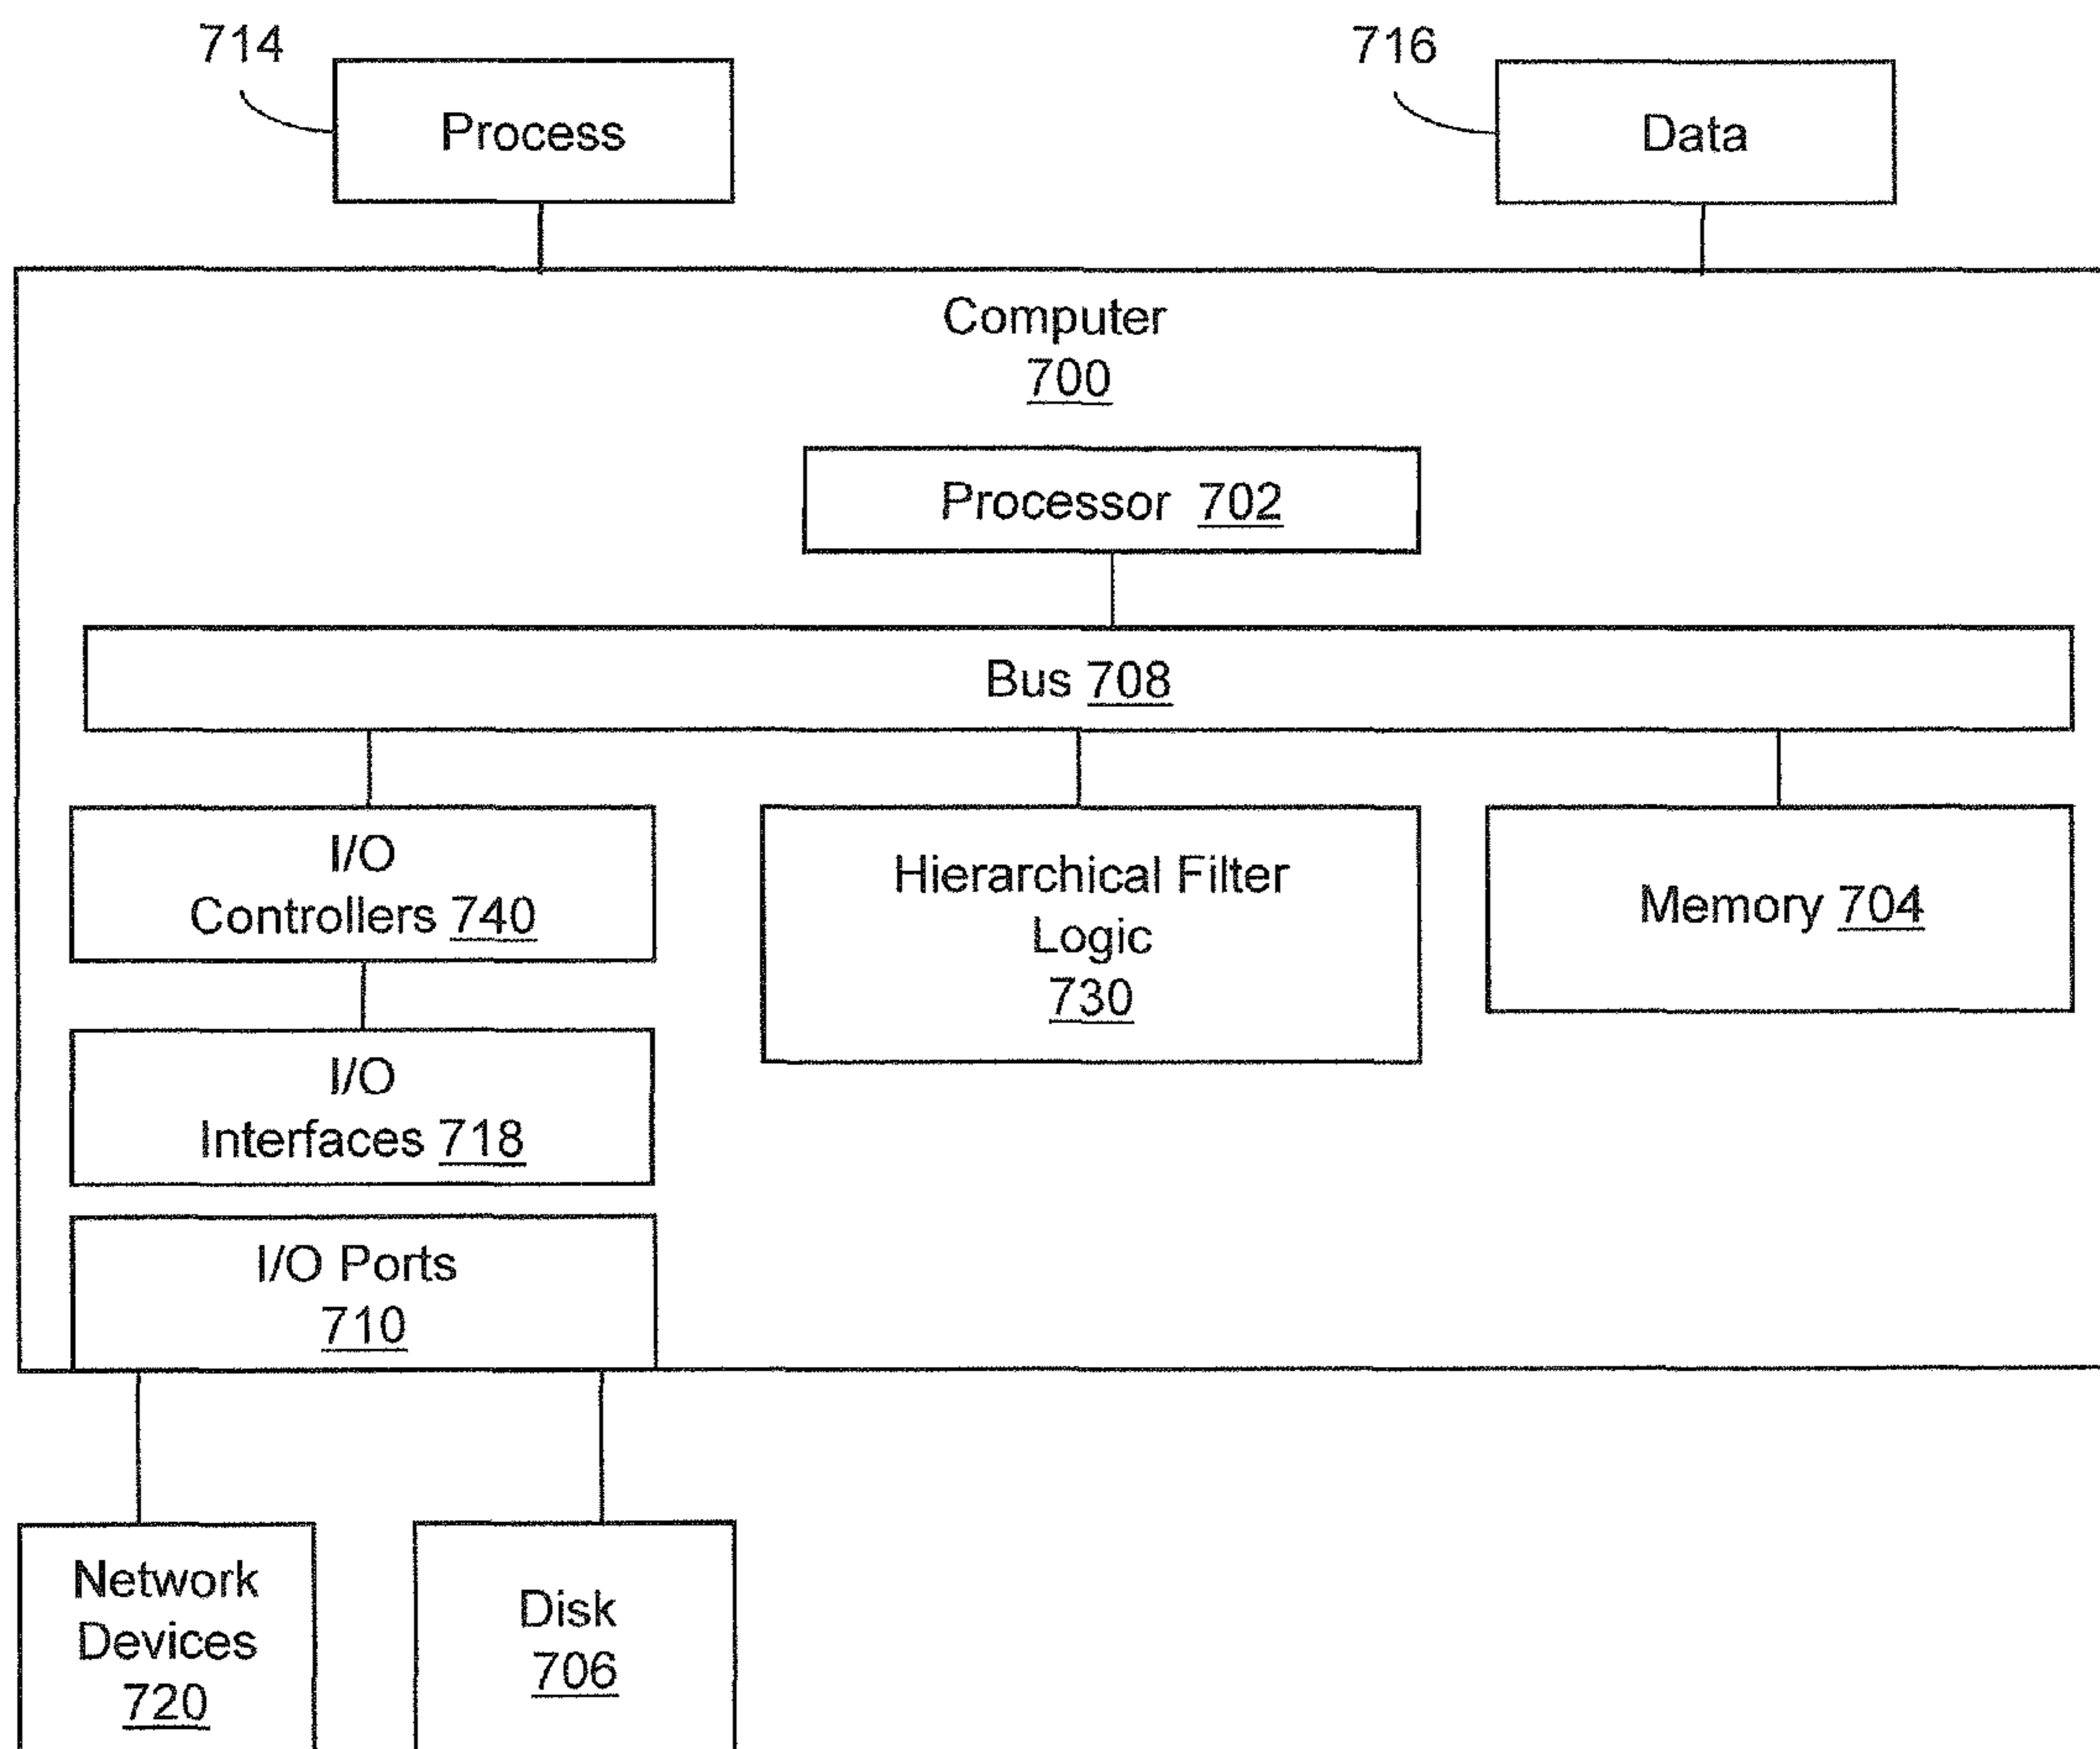 714
Process
716
Data
Computer
700
Processor 702
Bus 708
I/O
Controllers 740
Hierarchical Filter
Logic
730
Memory 704
I/O
Interfaces 718
I/O Ports
710
Network
Devices
720
Disk
706